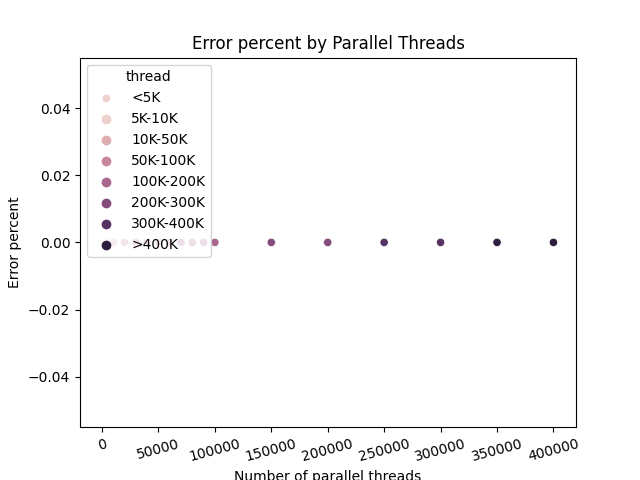 Error percent by Parallel Threads
thread
<5K
5K-10K
10K-50K
50K-100K
100K-200K
200K-300K
300K-400K
>400K
Error percent
0.04
0.02
0.00
−0.02
−0.04
0
50000
100000
150000
200000
250000
300000
350000
400000
Number of parallel threads